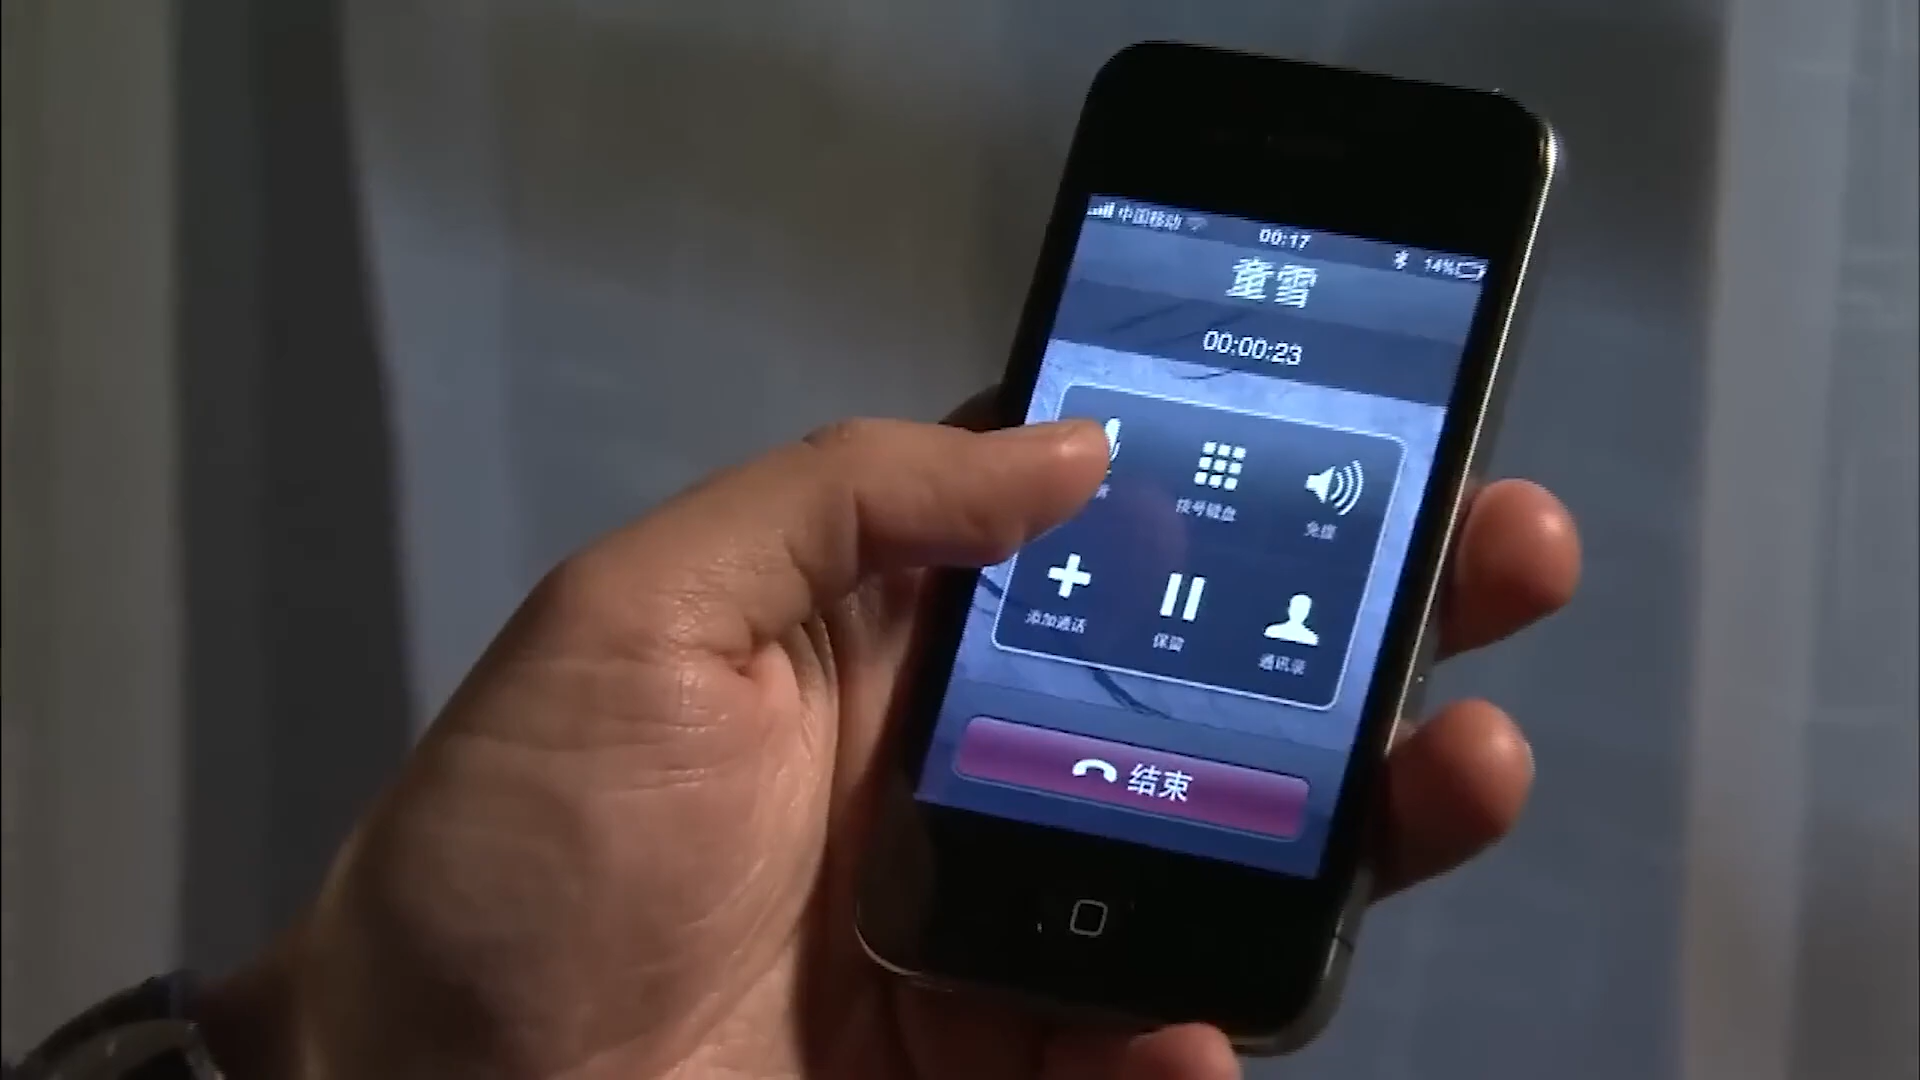 中国移动 00:17 14%
童雪
00:00:23
拨号键盘 免提
添加通话 保留 通讯录
结束